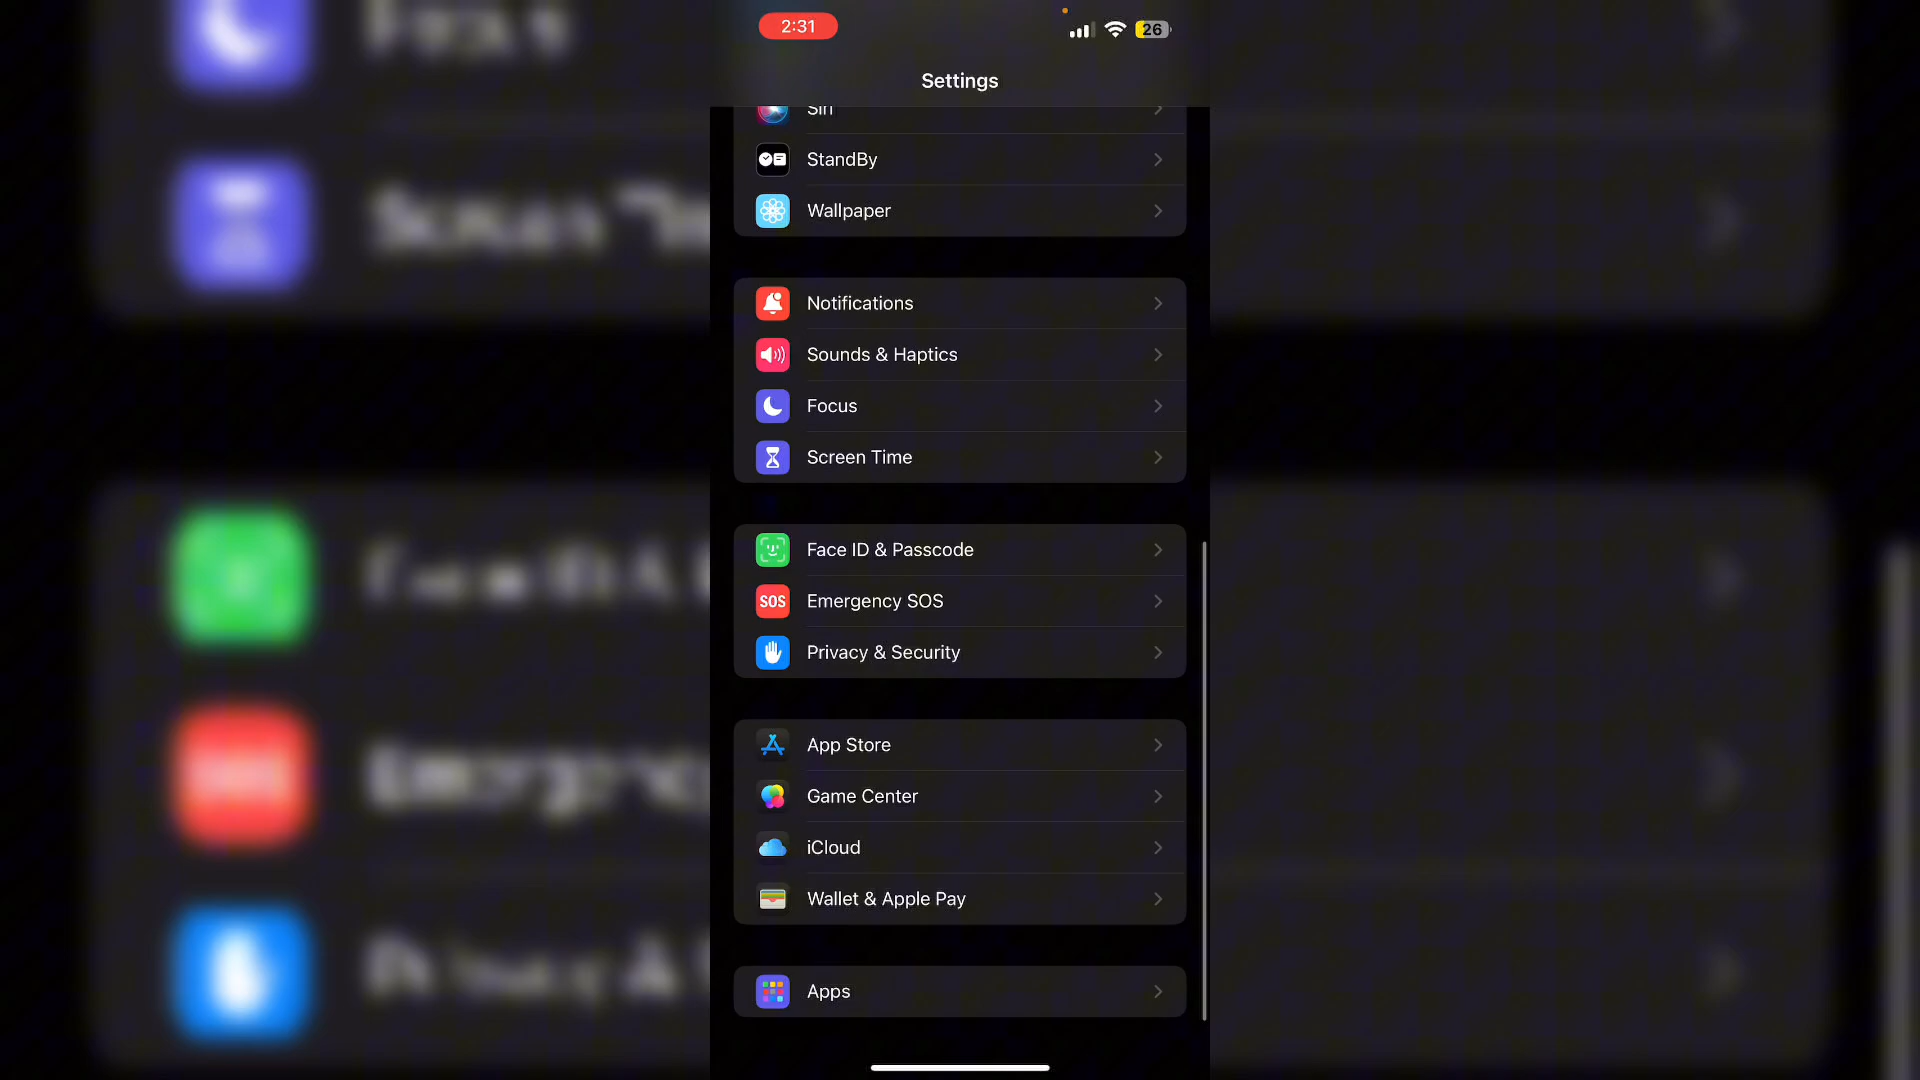 2:31
26
Settings
Siri
StandBy
Wallpaper
Notifications
Sounds & Haptics
Focus
Screen Time
Face ID & Passcode
SOS
Emergency SOS
Privacy & Security
App Store
Game Center
iCloud
Wallet & Apple Pay
Apps